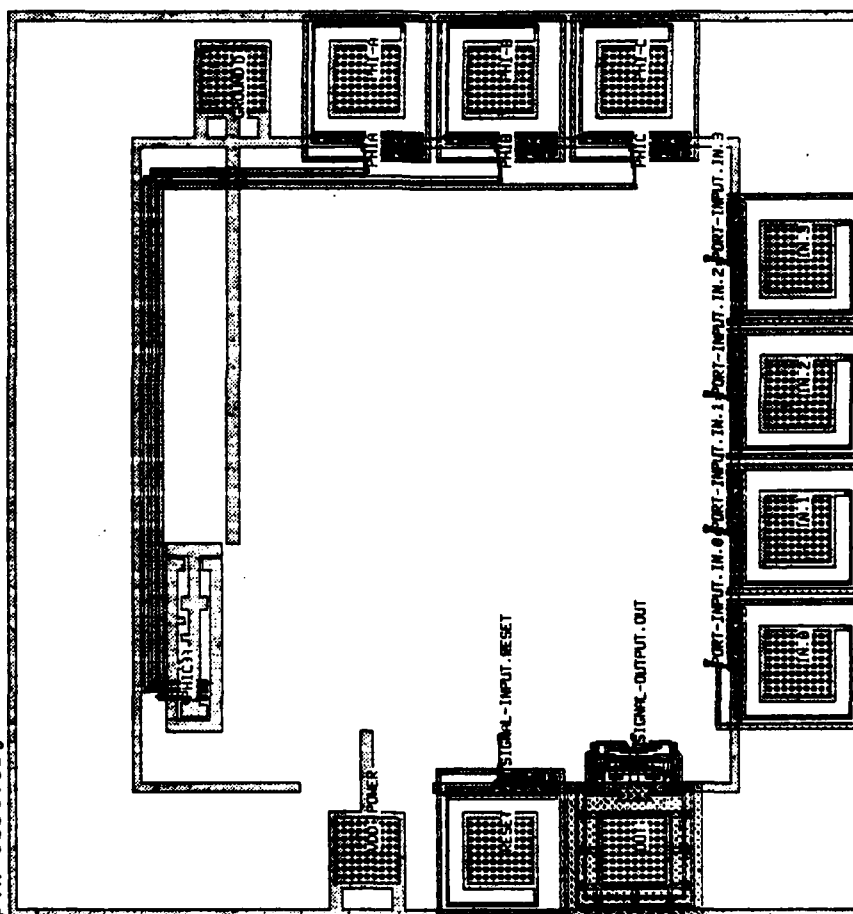 GROUND
PHI-A
PHI-B
PHI-C
PHIA
PHIB
PHIC
PORT-INPUT.IN.3
IN.3
PORT-INPUT.IN.2
IN.2
PORT-INPUT.IN.1
IN.1
PORT-INPUT.IN.0
IN.0
SIGNAL-INPUT.RESET
SIGNAL-OUTPUT.OUT
POWER
VDD
RESET
OUT